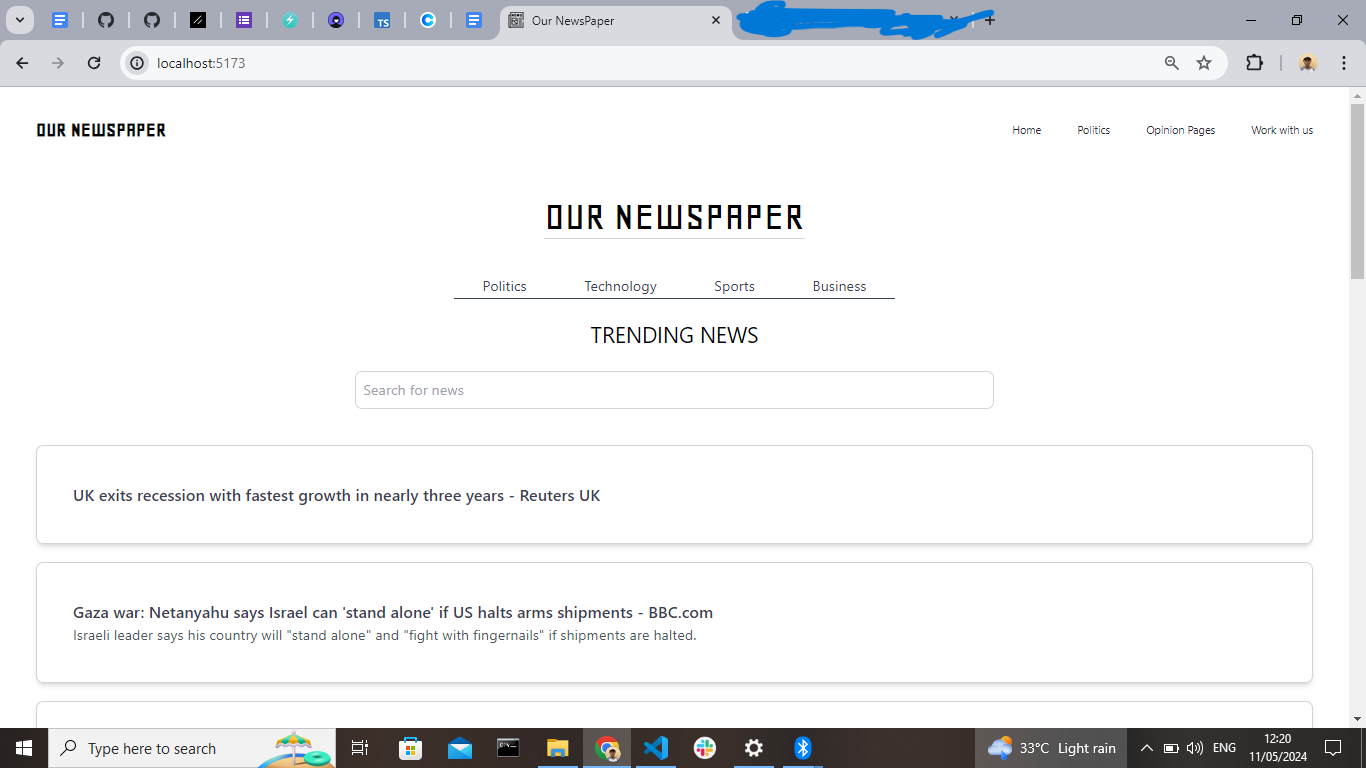 TS
Our NewsPaper
localhost:5173
OUR NEWSPAPER
Home Politics Opinion Pages Work with us
OUR NEWSPAPER
Politics Technology Sports Business
TRENDING NEWS
Search for news
UK exits recession with fastest growth in nearly three years - Reuters UK
Gaza war: Netanyahu says Israel can 'stand alone' if US halts arms shipments - BBC.com
Israeli leader says his country will "stand alone" and "fight with fingernails" if shipments are halted.
Type here to search
33°C Light rain
ENG
12:20
11/05/2024